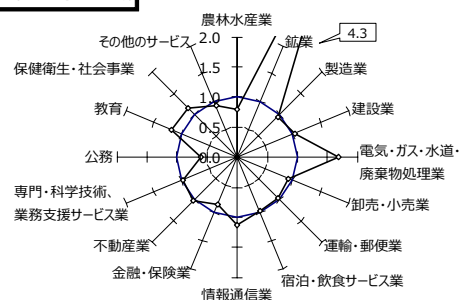 農林水産業
鉱業
4.3
製造業
建設業
電気・ガス・水道・
廃棄物処理業
卸売・小売業
運輸・郵便業
宿泊・飲食サービス業
情報通信業
金融・保険業
不動産業
専門・科学技術、
業務支援サービス業
公務
教育
保健衛生・社会事業
その他のサービス
2.0
1.5
1.0
0.5
0.0